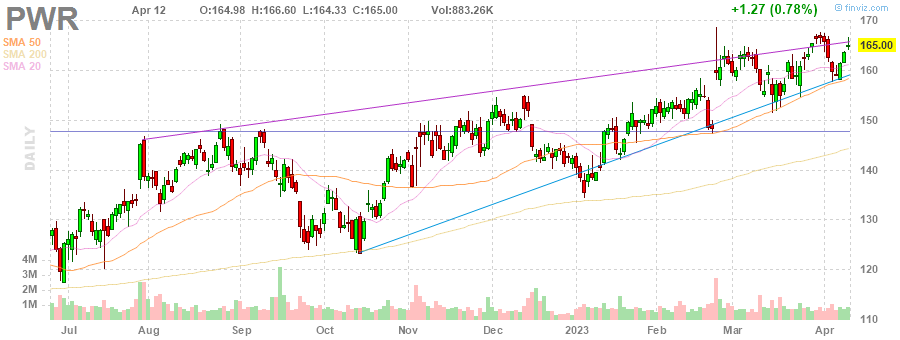 PWR
Apr 12
O:164.98 H:166.60 L:164.33 C:165.00
Vol:883.26K
+1.27 (0.78%)
© finviz.com
SMA 50
SMA 200
SMA 20
DAILY
170
165.00
160
150
140
130
120
110
4M
3M
2M
1M
Jul Aug Sep Oct Nov Dec 2023 Feb Mar Apr